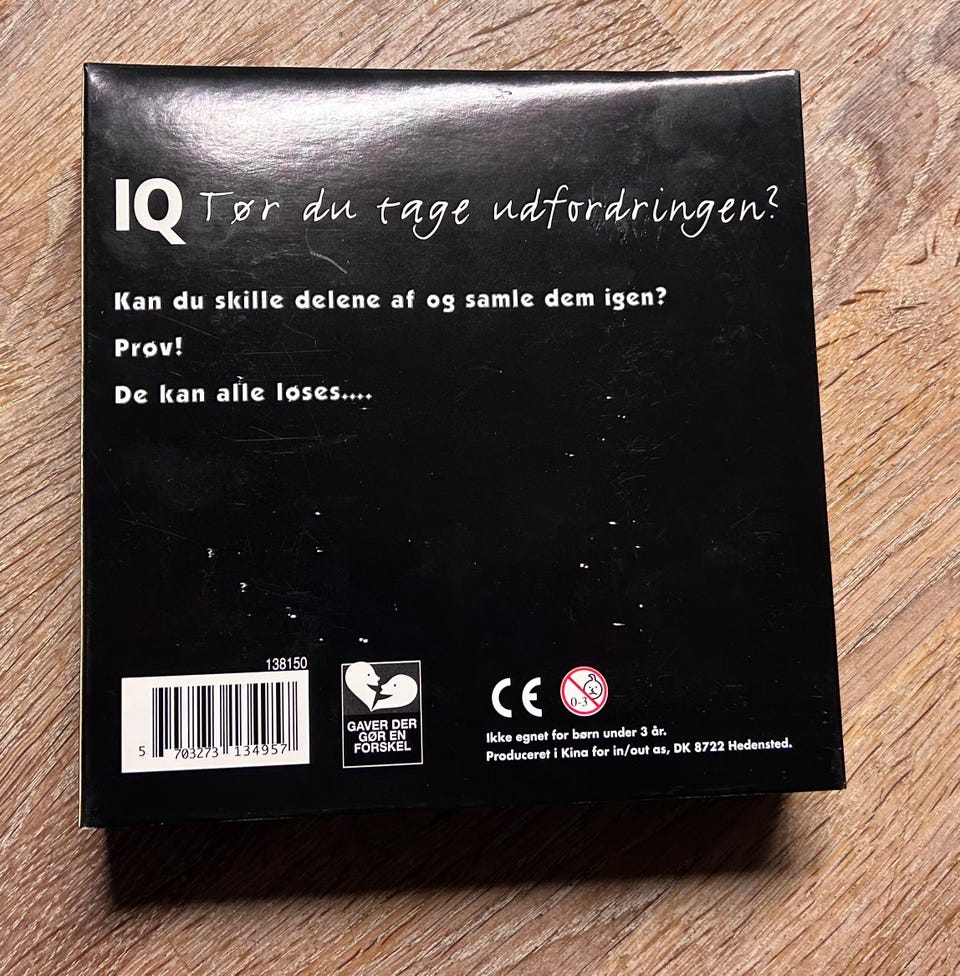 IQ Tør du tage udfordringen?
Kan du skille delene af og samle dem igen?
Prøv!
De kan alle løses....
138150
5 703273 134957
GAVER DER
GØR EN
FORSKEL
CE
0-3
Ikke egnet for børn under 3 år.
Produceret i Kina for in/out as, DK 8722 Hedensted.